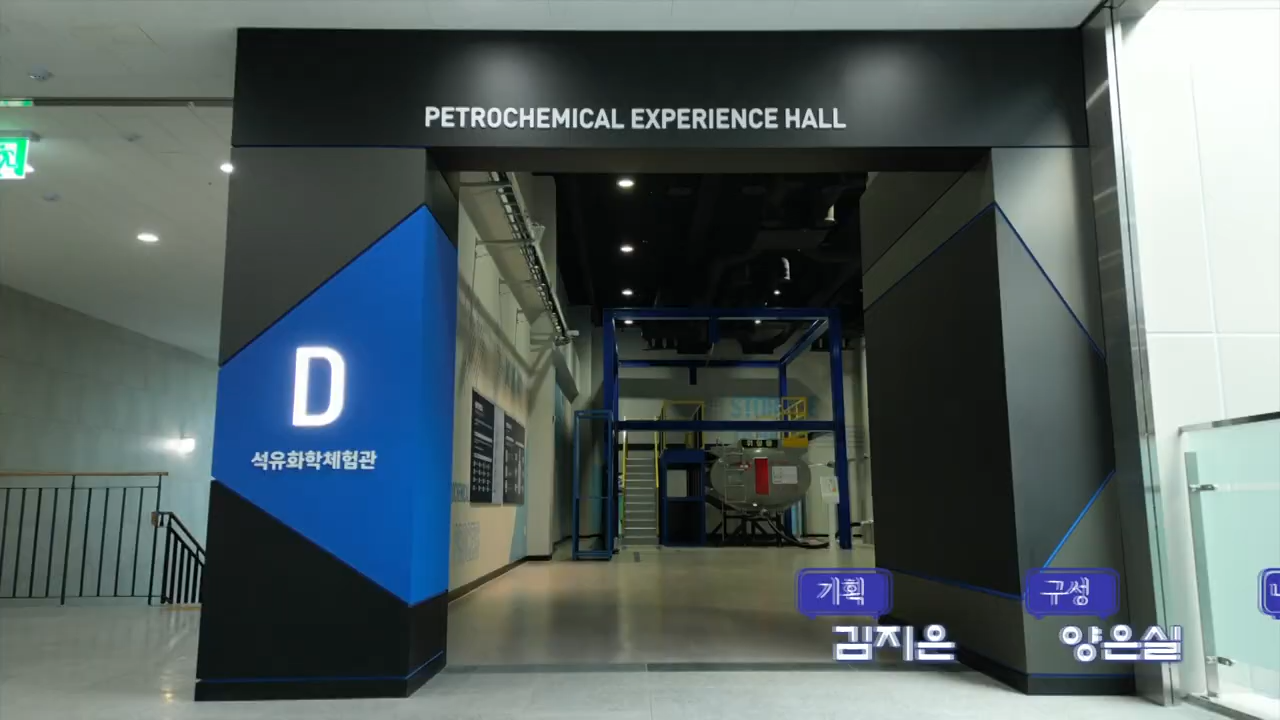 PETROCHEMICAL EXPERIENCE HALL
D
석유화학체험관
기획
김지은
구성
양은실